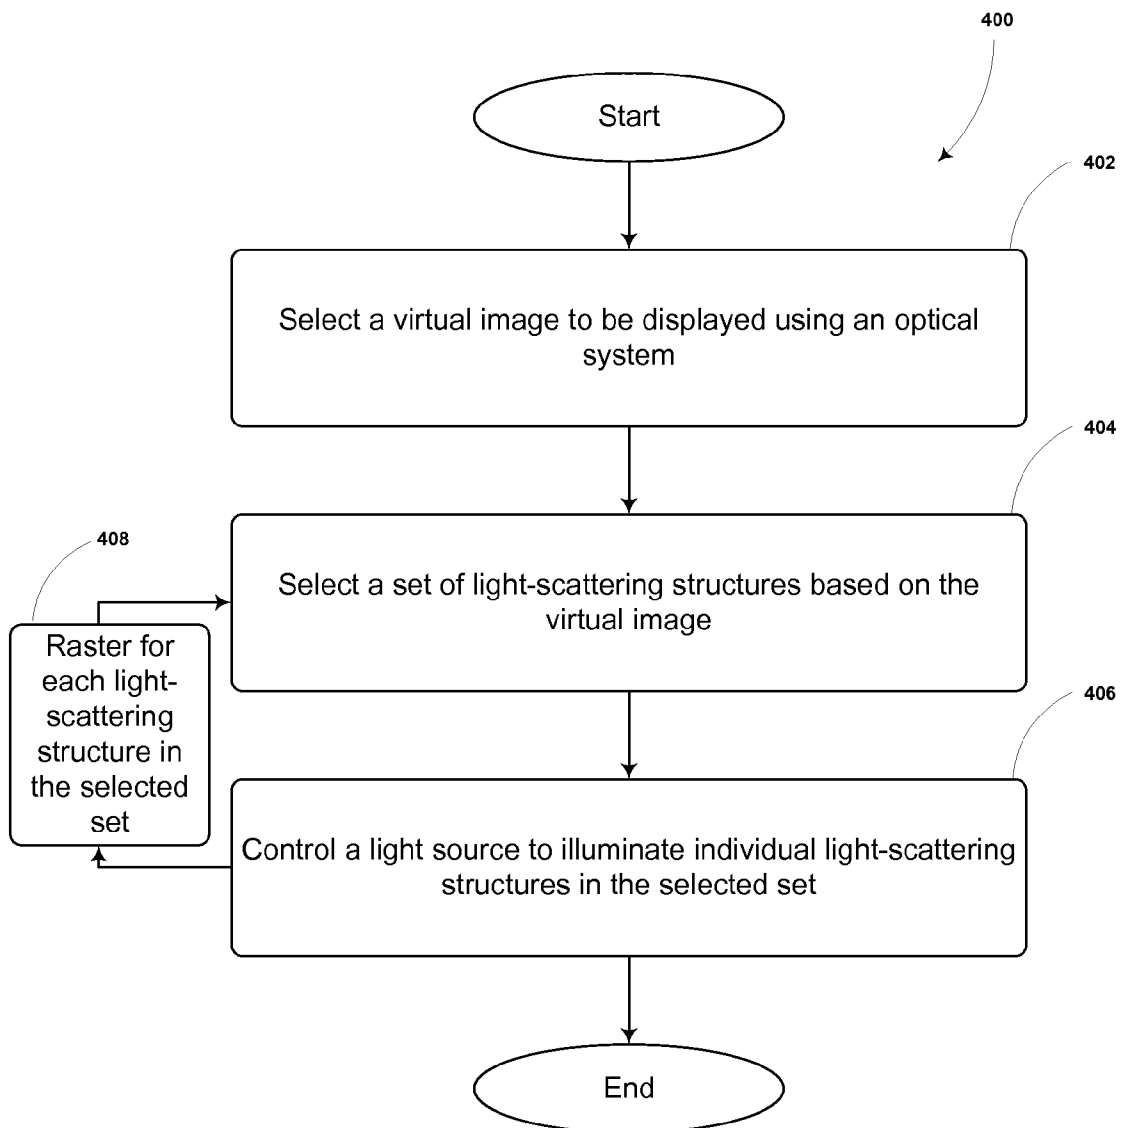 400
Start
402
Select a virtual image to be displayed using an optical
system
404
Select a set of light-scattering structures based on the
virtual image
408
Raster for
each light-
scattering
structure in
the selected
set
406
Control a light source to illuminate individual light-scattering
structures in the selected set
End